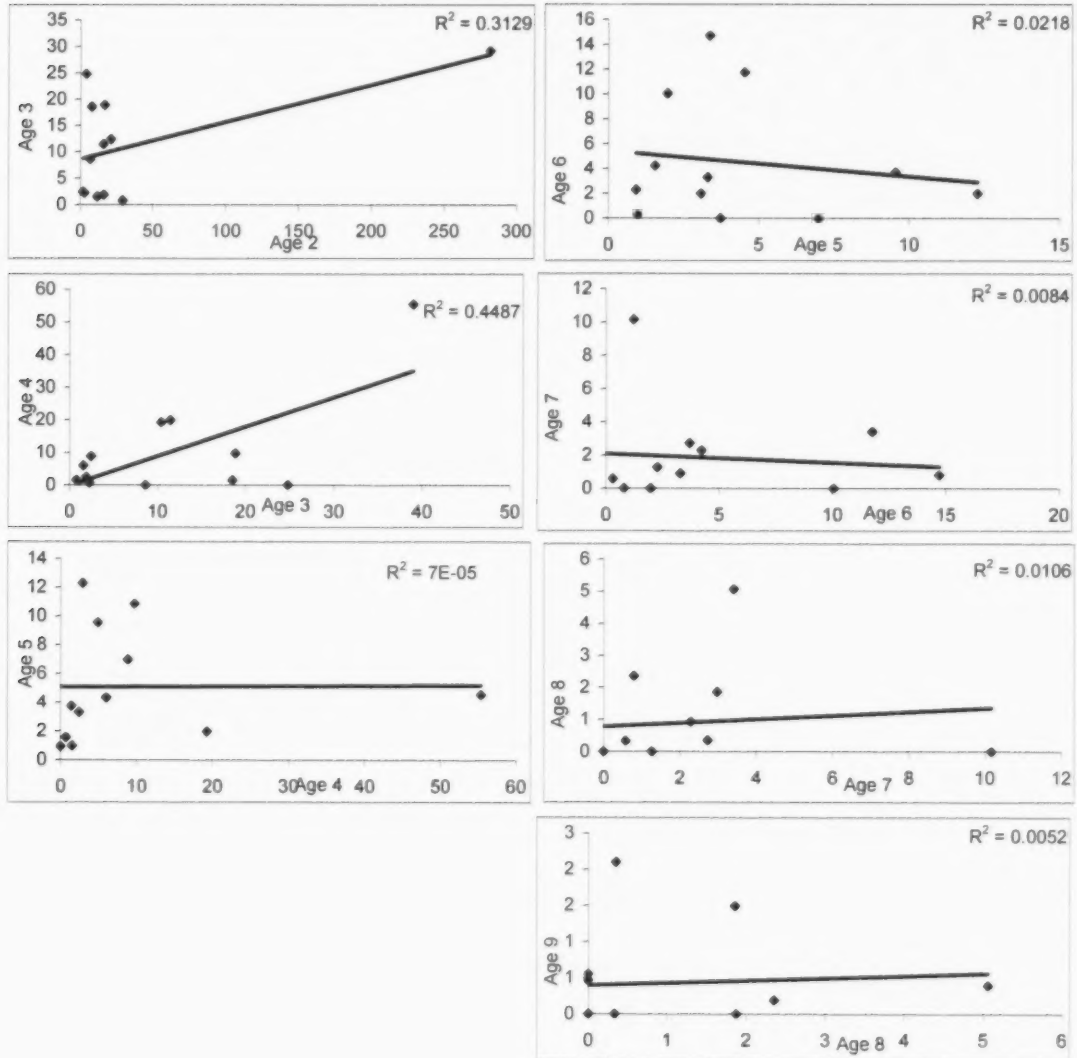 R² = 0.3129
35
30
25
20
15
10
5
0
Age 3
0 50 100 150 200 250 300
Age 2
R² = 0.0218
16
14
12
10
8
6
4
2
0
Age 6
0 5 10 15
Age 5
R² = 0.4487
60
50
40
30
20
10
0
Age 4
0 10 20 30 40 50
Age 3
R² = 0.0084
12
10
8
6
4
2
0
Age 7
0 5 10 15 20
Age 6
R² = 7E-05
14
12
10
8
6
4
2
0
Age 5
0 10 20 30 40 50 60
Age 4
R² = 0.0106
6
5
4
3
2
1
0
Age 8
0 2 4 6 8 10 12
Age 7
R² = 0.0052
3
2
2
1
1
0
Age 9
0 1 2 3 4 5 6
Age 8